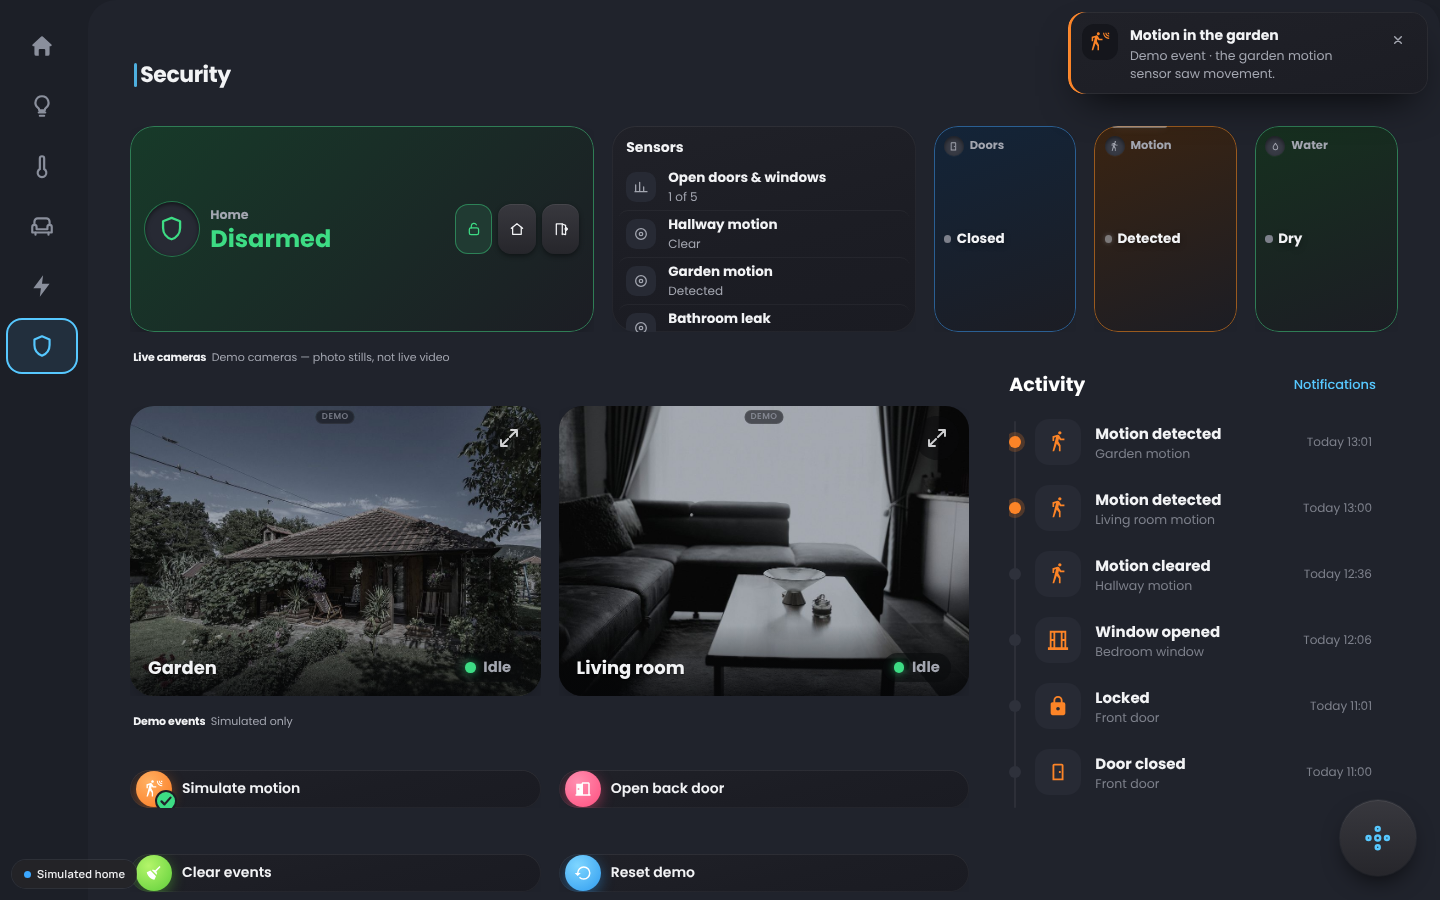 Motion in the garden
Demo event · the garden motion
sensor saw movement.
Security
Home
Disarmed
Sensors
Open doors & windows
1 of 5
Hallway motion
Clear
Garden motion
Detected
Bathroom leak
Doors
Closed
Motion
Detected
Water
Dry
Live cameras Demo cameras — photo stills, not live video
DEMO
Garden
Idle
DEMO
Living room
Idle
Activity
Notifications
Motion detected
Garden motion
Today 13:01
Motion detected
Living room motion
Today 13:00
Motion cleared
Hallway motion
Today 12:36
Window opened
Bedroom window
Today 12:06
Locked
Front door
Today 11:01
Door closed
Front door
Today 11:00
Demo events Simulated only
Simulate motion
Open back door
Clear events
Reset demo
Simulated home